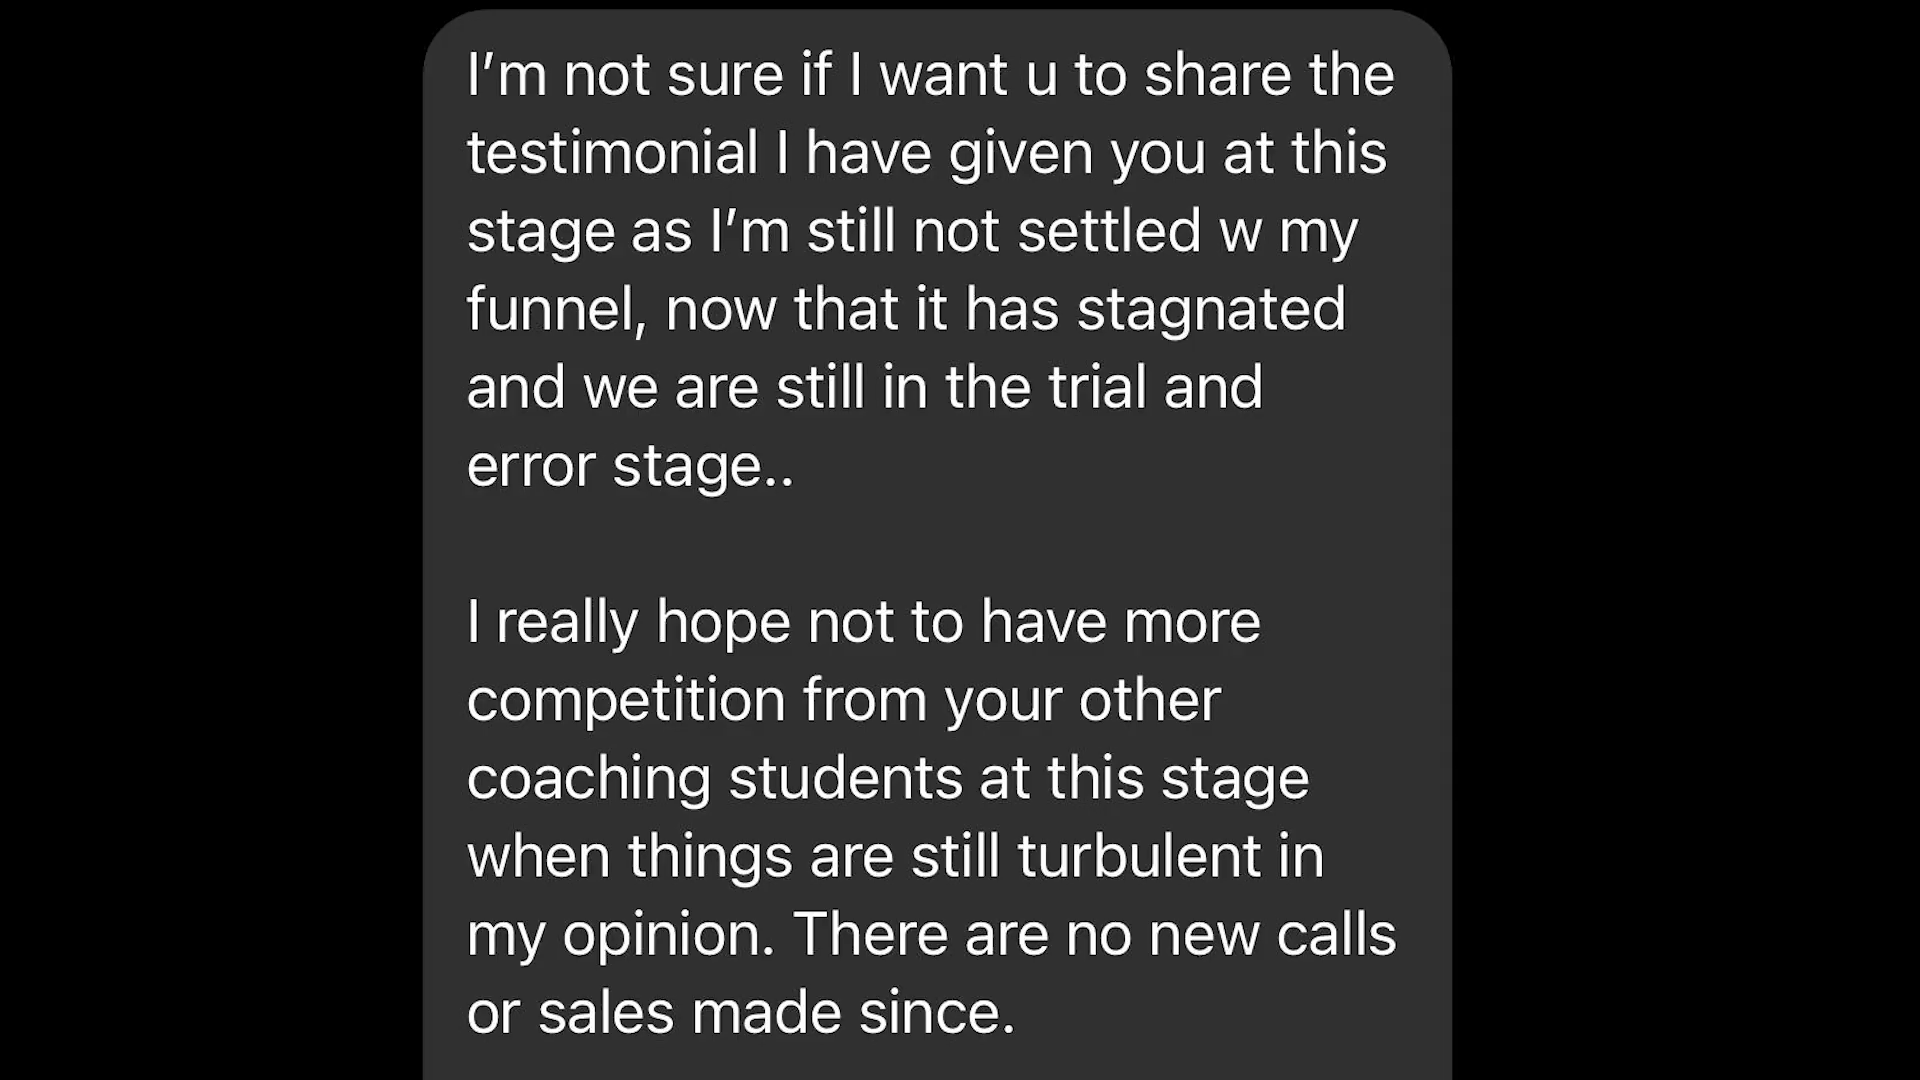 I’m not sure if I want u to share the
testimonial I have given you at this
stage as I’m still not settled w my
funnel, now that it has stagnated
and we are still in the trial and
error stage..
I really hope not to have more
competition from your other
coaching students at this stage
when things are still turbulent in
my opinion. There are no new calls
or sales made since.